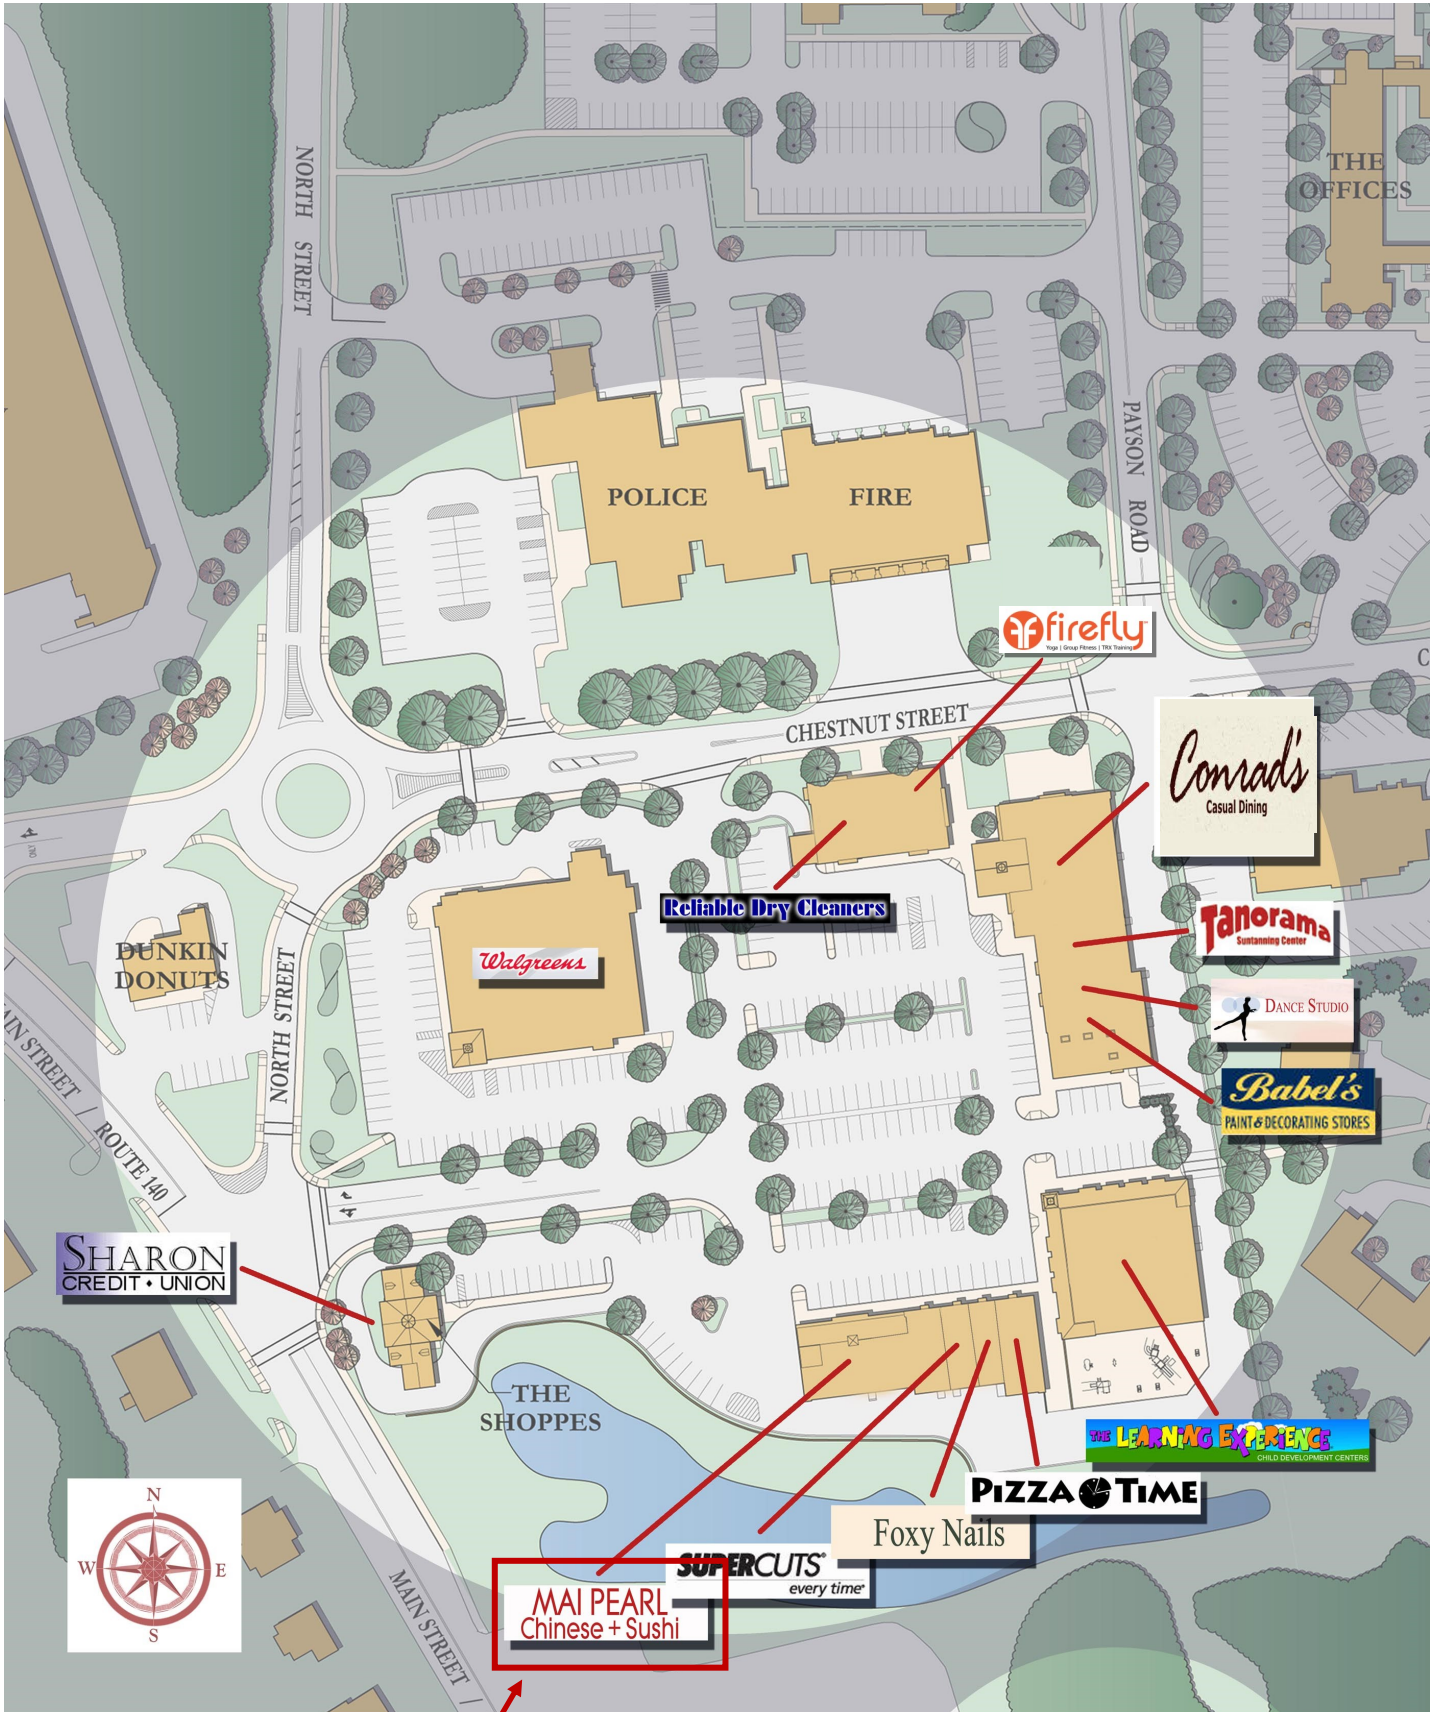 NORTH STREET
THE
OFFICES
PAYSON ROAD
POLICE
FIRE
firefly
Yoga | Group Fitness | TRX Training
C
CHESTNUT STREET
Conrad's
Casual Dining
ONLY
Reliable Dry Cleaners
Tanorama
Suntanning Center
DUNKIN
DONUTS
Walgreens
DANCE STUDIO
NORTH STREET
MAIN STREET / ROUTE 140
Babel's
PAINT & DECORATING STORES
SHARON
CREDIT • UNION
THE
SHOPPES
THE LEARNING EXPERIENCE
CHILD DEVELOPMENT CENTERS
PIZZA TIME
Foxy Nails
SUPERCUTS®
every time®
MAI PEARL
Chinese + Sushi
N
W E
S
MAIN STREET /